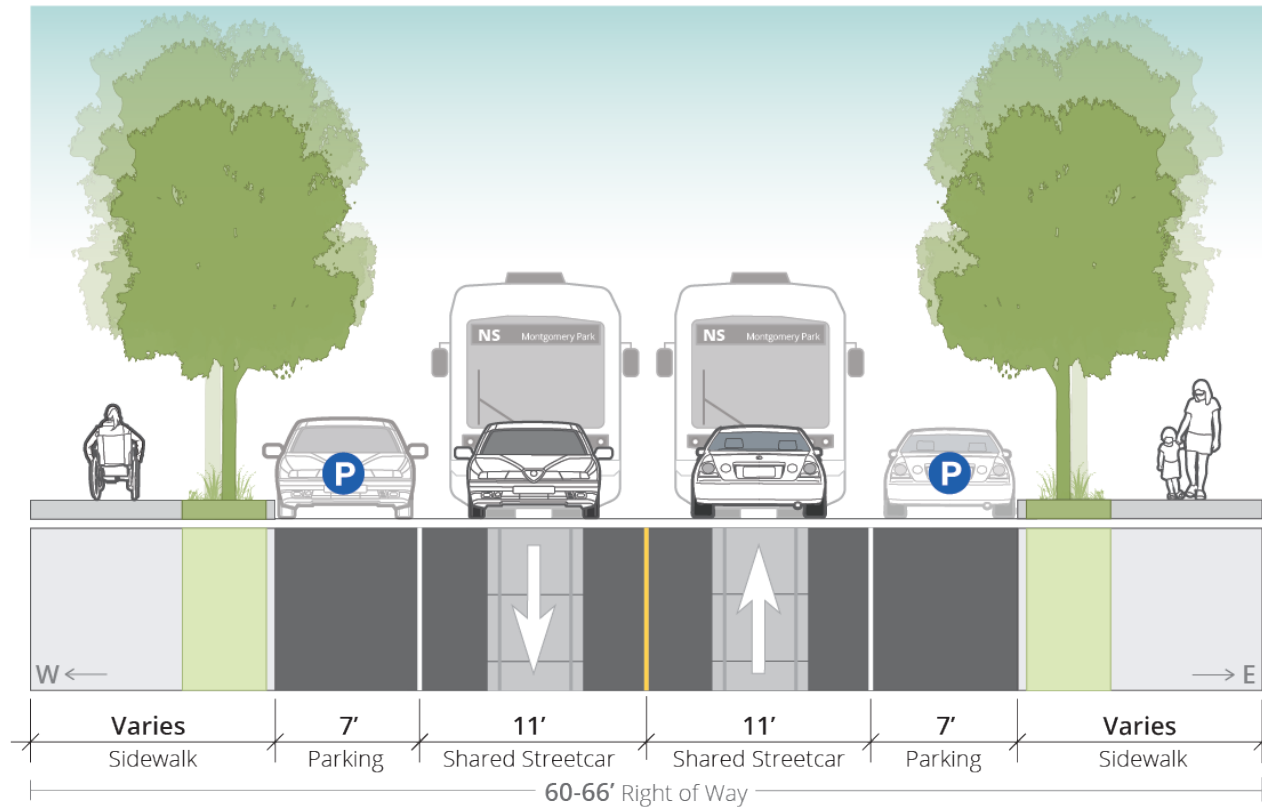 NS Montgomery Park
NS Montgomery Park
P
P
W
E
Varies
7’
11’
11’
7’
Varies
Sidewalk
Parking
Shared Streetcar
Shared Streetcar
Parking
Sidewalk
60-66’ Right of Way